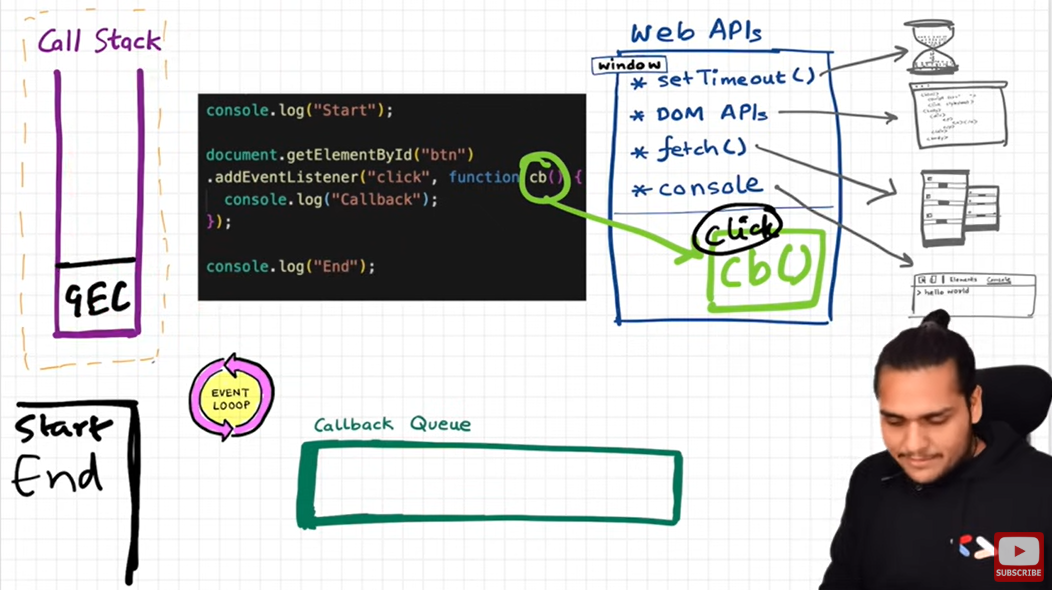 Call Stack
GEC
console.log("Start");
document.getElementById("btn")
.addEventListener("click", function cb() {
console.log("Callback");
});
console.log("End");
Web APIs
window
* setTimeout()
* DOM APIs
* fetch()
* console
click
cb()
Elements Console
> hello world
EVENT
LOOOP
Start
End
Callback Queue
SUBSCRIBE